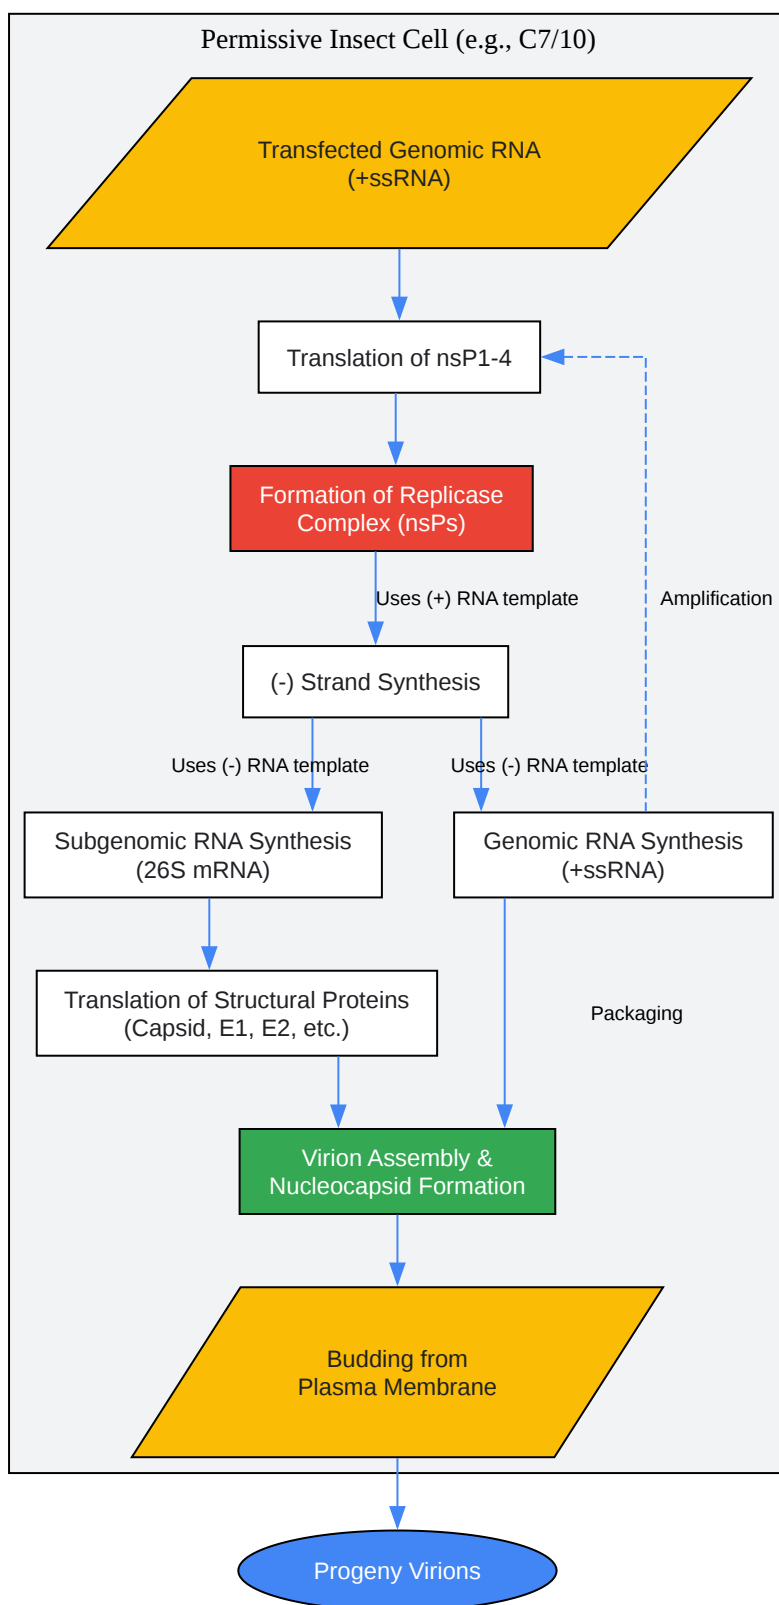 Permissive Insect Cell (e.g., C7/10)
Transfected Genomic RNA
(+ssRNA)
Translation of nsP1-4
Formation of Replicase
Complex (nsPs)
Uses (+) RNA template
Amplification
(-) Strand Synthesis
Uses (-) RNA template
Uses (-) RNA template
Subgenomic RNA Synthesis
(26S mRNA)
Genomic RNA Synthesis
(+ssRNA)
Translation of Structural Proteins
(Capsid, E1, E2, etc.)
Packaging
Virion Assembly &
Nucleocapsid Formation
Budding from
Plasma Membrane
Progeny Virions